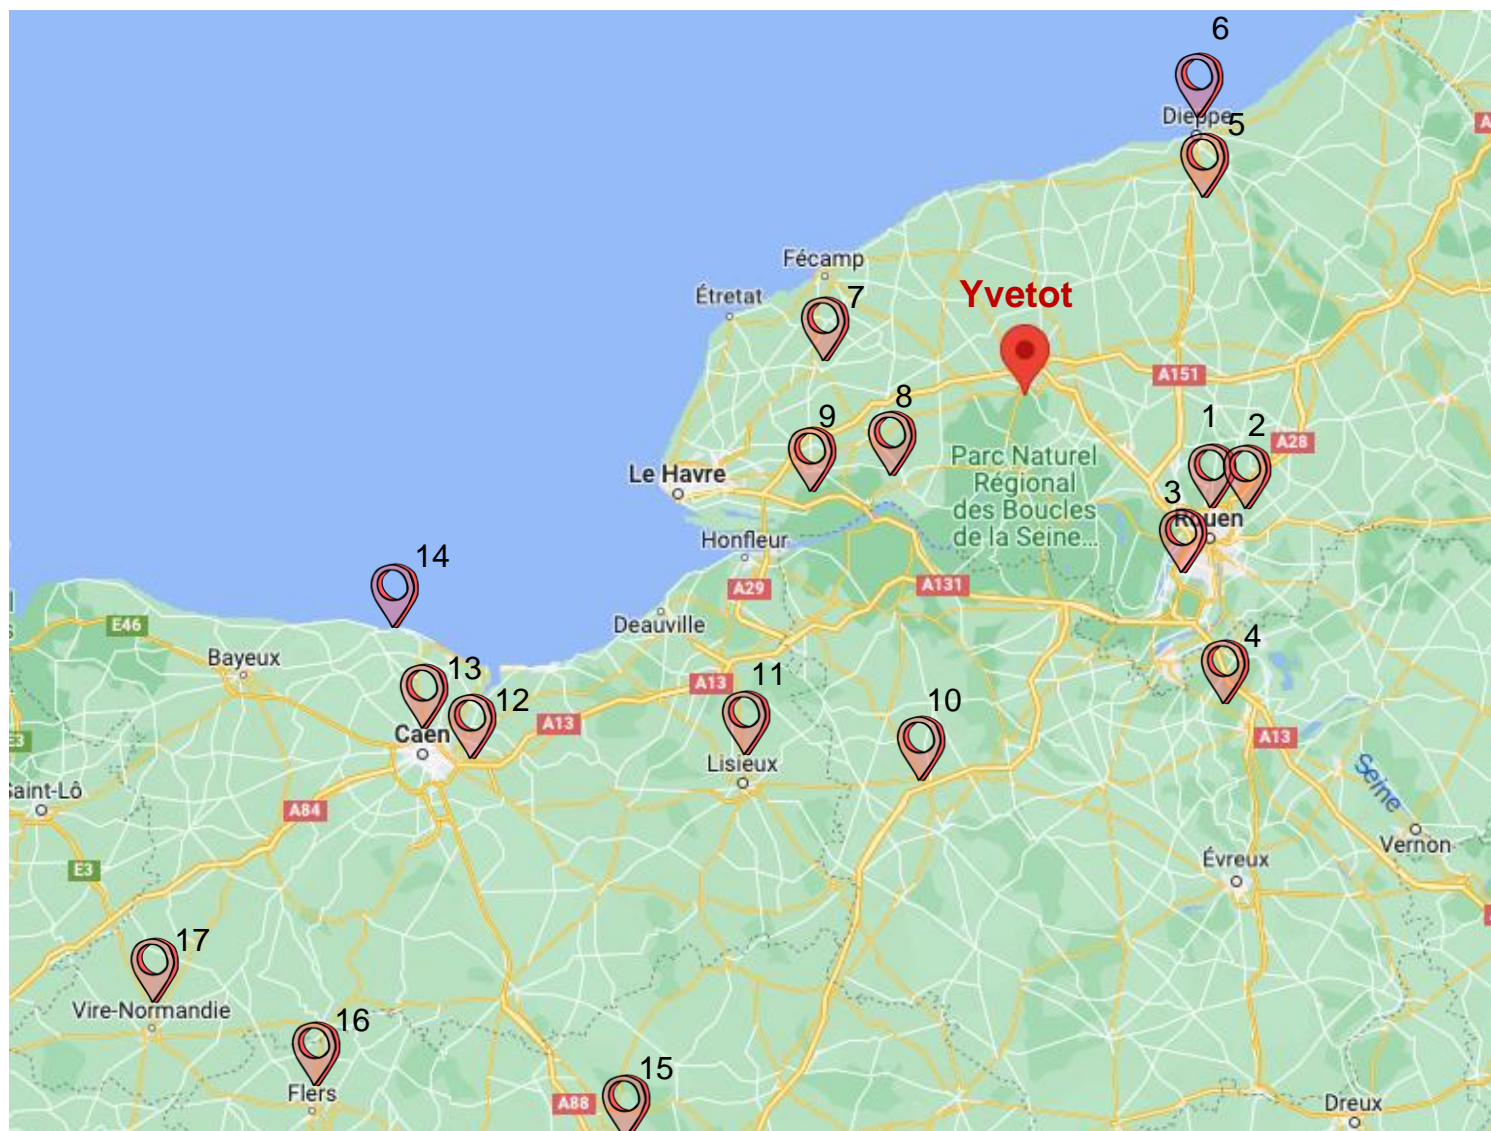 6
Dieppe
5
A
Fécamp
Étretat
7
Yvetot
A151
8
9
1
2
A28
Le Havre
Parc Naturel
Régional
des Boucles
de la Seine...
3
Rouen
Honfleur
14
A29
A131
E46
Deauville
Bayeux
13
12
11
4
A13
10
A13
Caen
A13
E3
Lisieux
Seine
Saint-Lô
A84
Vernon
E3
Évreux
17
Vire-Normandie
16
15
Flers
A88
Dreux